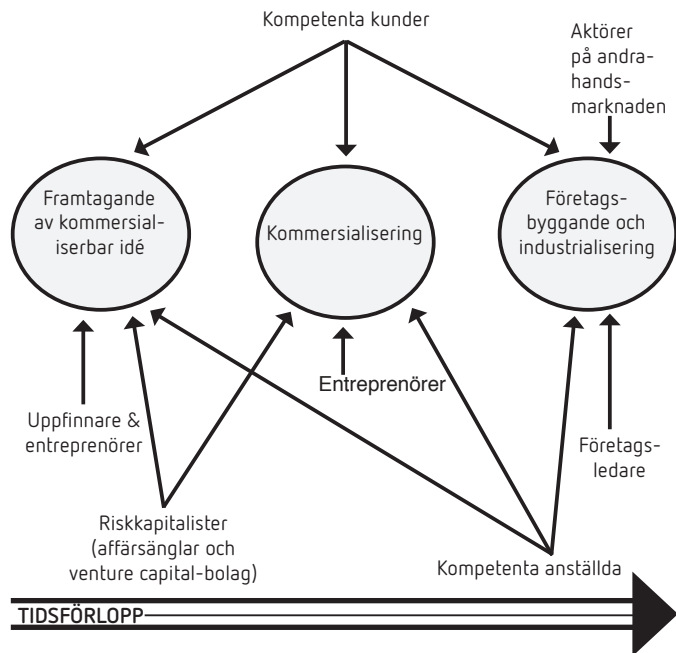 Kompetenta kunder
Aktörer
på andra-
hands-
marknaden
Framtagande
av kommersial-
iserbar idé
Kommersialisering
Företags-
byggande och
industrialisering
Uppfinnare &
entreprenörer
Entreprenörer
Företags-
ledare
Riskkapitalister
(affärsänglar och
venture capital-bolag)
Kompetenta anställda
TIDSFÖRLOPP